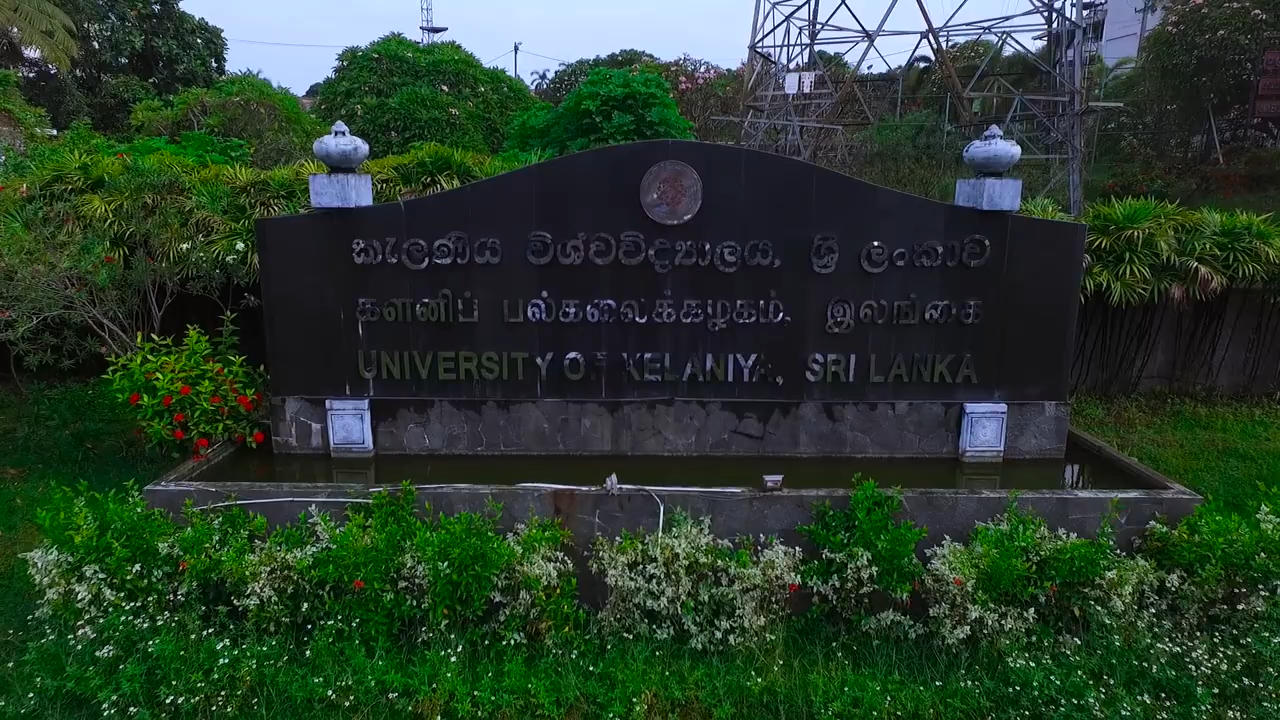 කැලණිය විශ්වවිද්‍යාලය, ශ්‍රී ලංකාව
களனிப் பல்கலைக்கழகம், இலங்கை
UNIVERSITY OF KELANIYA, SRI LANKA